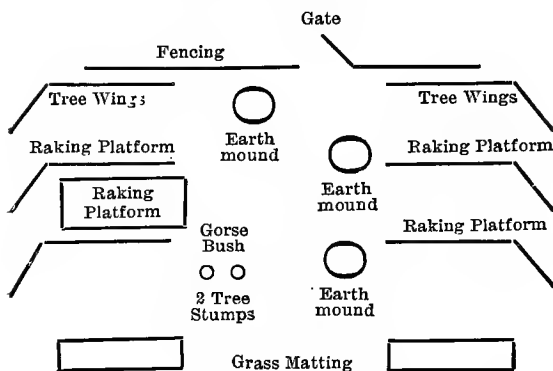 Gate
Fencing
Tree Wings
Tree Wings
Earth
mound
Raking Platform
Raking Platform
Earth
mound
Raking
Platform
Raking Platform
Gorse
Bush
2 Tree
Stumps
Earth
mound
Grass Matting